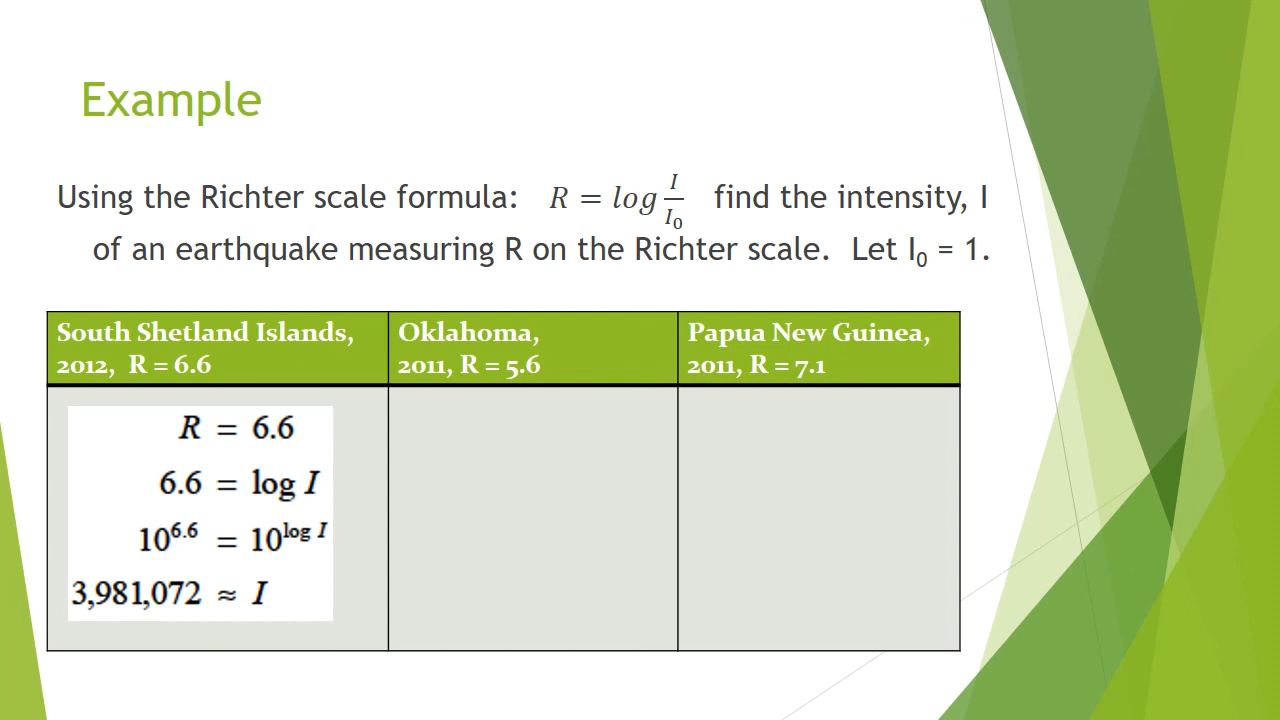 Example
Using the Richter scale formula: R = log I/I₀ find the intensity, I
of an earthquake measuring R on the Richter scale. Let I₀ = 1.
South Shetland Islands,
2012, R = 6.6
Oklahoma,
2011, R = 5.6
Papua New Guinea,
2011, R = 7.1
R = 6.6
6.6 = log I
10^6.6 = 10^log I
3,981,072 ≈ I